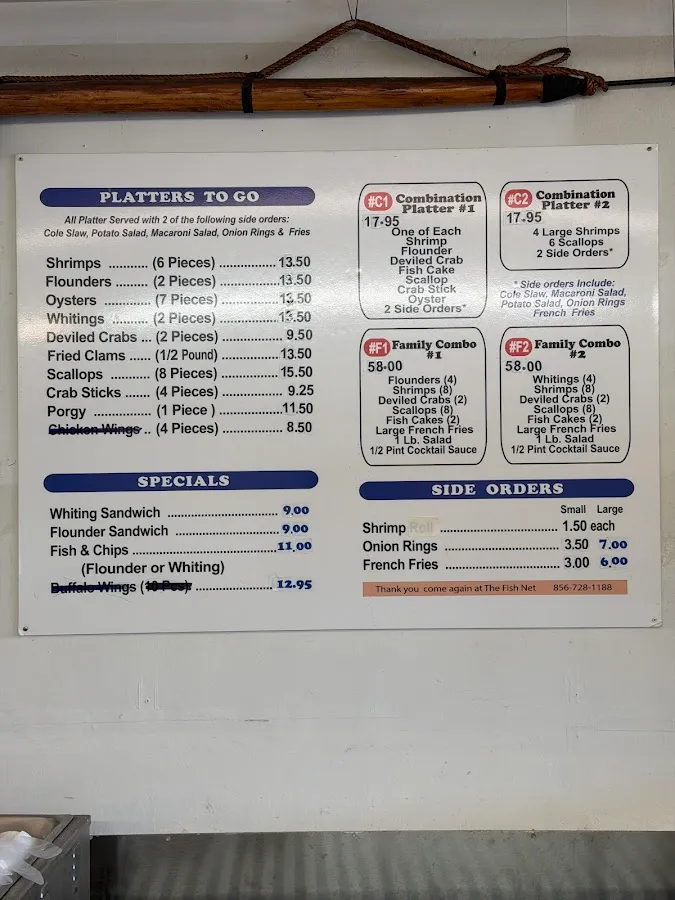 PLATTERS TO GO
All Platter Served with 2 of the following side orders:
Cole Slaw, Potato Salad, Macaroni Salad, Onion Rings & Fries
Shrimps .......... (6 Pieces) ................13.50
Flounders ....... (2 Pieces) ................13.50
Oysters .......... (7 Pieces) ................13.50
Whitings ......... (2 Pieces) ................13.50
Deviled Crabs ... (2 Pieces) ................ 9.50
Fried Clams ...... (1/2 Pound) ...............13.50
Scallops .......... (8 Pieces) ................15.50
Crab Sticks ....... (4 Pieces) ................ 9.25
Porgy .............. (1 Piece ) ................11.50
Chicken Wings .. (4 Pieces) ................ 8.50
SPECIALS
Whiting Sandwich ............................ 9.00
Flounder Sandwich .......................... 9.00
Fish & Chips ....................................11.00
(Flounder or Whiting)
Buffalo Wings (10 Pcs). ................... 12.95
#C1 Combination
Platter #1
17.95
One of Each
Shrimp
Flounder
Deviled Crab
Fish Cake
Scallop
Crab Stick
Oyster
2 Side Orders*
#C2 Combination
Platter #2
17.95
4 Large Shrimps
6 Scallops
2 Side Orders*
* Side orders Include:
Cole Slaw, Macaroni Salad,
Potato Salad, Onion Rings
French Fries
#F1 Family Combo
#1
58.00
Flounders (4)
Shrimps (8)
Deviled Crabs (2)
Scallops (8)
Fish Cakes (2)
Large French Fries
1 Lb. Salad
1/2 Pint Cocktail Sauce
#F2 Family Combo
#2
58.00
Whitings (4)
Shrimps (8)
Deviled Crabs (2)
Scallops (8)
Fish Cakes (2)
Large French Fries
1 Lb. Salad
1/2 Pint Cocktail Sauce
SIDE ORDERS
Small Large
Shrimp Roll ............................... 1.50 each
Onion Rings .............................. 3.50 7.00
French Fries .............................. 3.00 6.00
Thank you come again at The Fish Net 856-728-1188